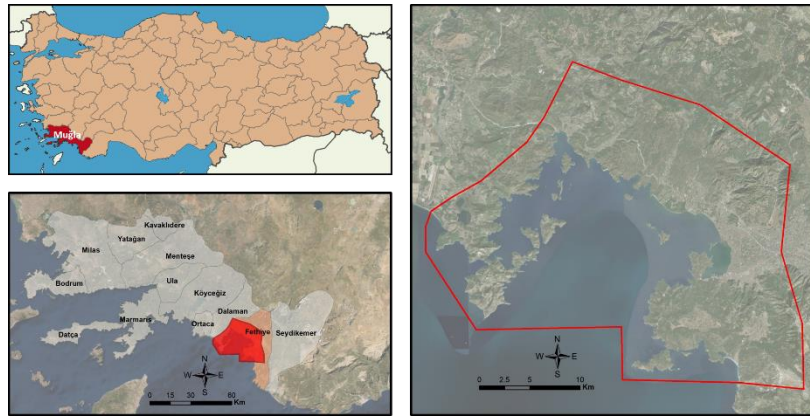 Muğla
Kavaklıdere
Yatağan
Milas
Menteşe
Ula
Bodrum
Köyceğiz
Dalaman
Marmaris
Ortaca
Fethiye
Seydikemer
Datça
N
W E
S
0 15 30 60
Km
N
W E
S
0 2.5 5 10
Km